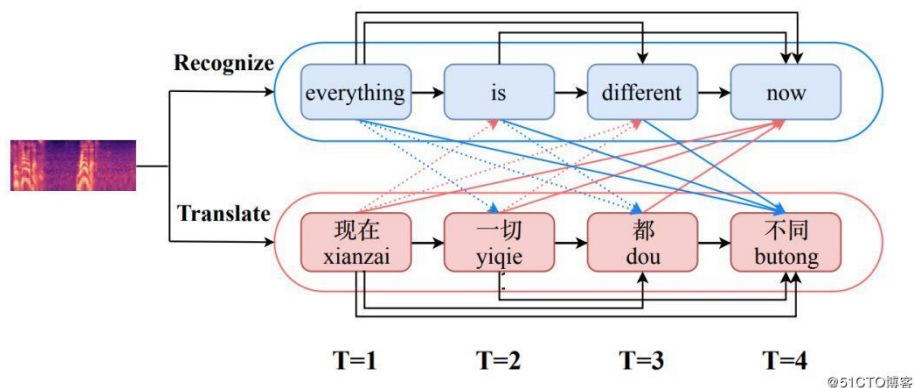 Recognize
everything
is
different
now
Translate
现在
xianzai
一切
yiqie
都
dou
不同
butong
T=1
T=2
T=3
T=4
@51CTO博客